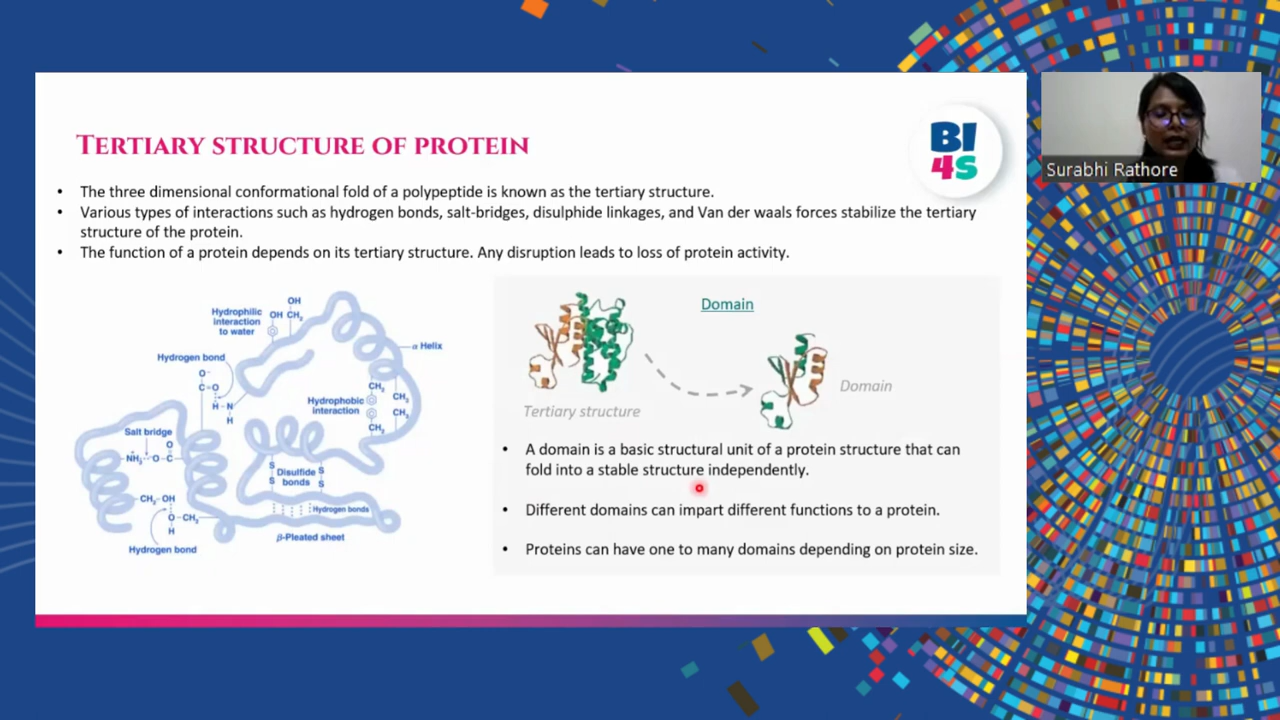 TERTIARY STRUCTURE OF PROTEIN
BI
4S
Surabhi Rathore
• The three dimensional conformational fold of a polypeptide is known as the tertiary structure.
• Various types of interactions such as hydrogen bonds, salt-bridges, disulphide linkages, and Van der waals forces stabilize the tertiary
structure of the protein.
• The function of a protein depends on its tertiary structure. Any disruption leads to loss of protein activity.
Hydrophilic
interaction
to water
OH
OH CH₂
Hydrogen bond
α Helix
O⁻
C=O
H-N
H
Hydrophobic
interaction
CH₂
CH₂
CH₂
CH₂
Salt bridge
O
NH₃ ⁻O-C
S
S
Disulfide
bonds
S
S
CH₂ OH
O-CH₂
H
Hydrogen bonds
β-Pleated sheet
Hydrogen bond
Domain
Tertiary structure
Domain
• A domain is a basic structural unit of a protein structure that can
fold into a stable structure independently.
• Different domains can impart different functions to a protein.
• Proteins can have one to many domains depending on protein size.